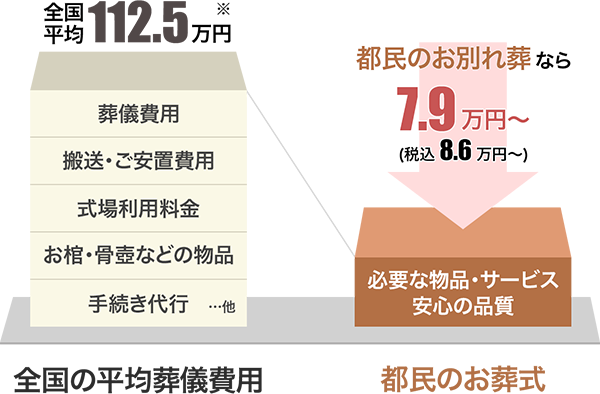 全国平均112.5万円※
葬儀費用
搬送・ご安置費用
式場利用料金
お棺・骨壺などの物品
手続き代行 …他
全国の平均葬儀費用
都民のお別れ葬なら
7.9万円～
(税込 8.6 万円～)
必要な物品・サービス
安心の品質
都民のお葬式